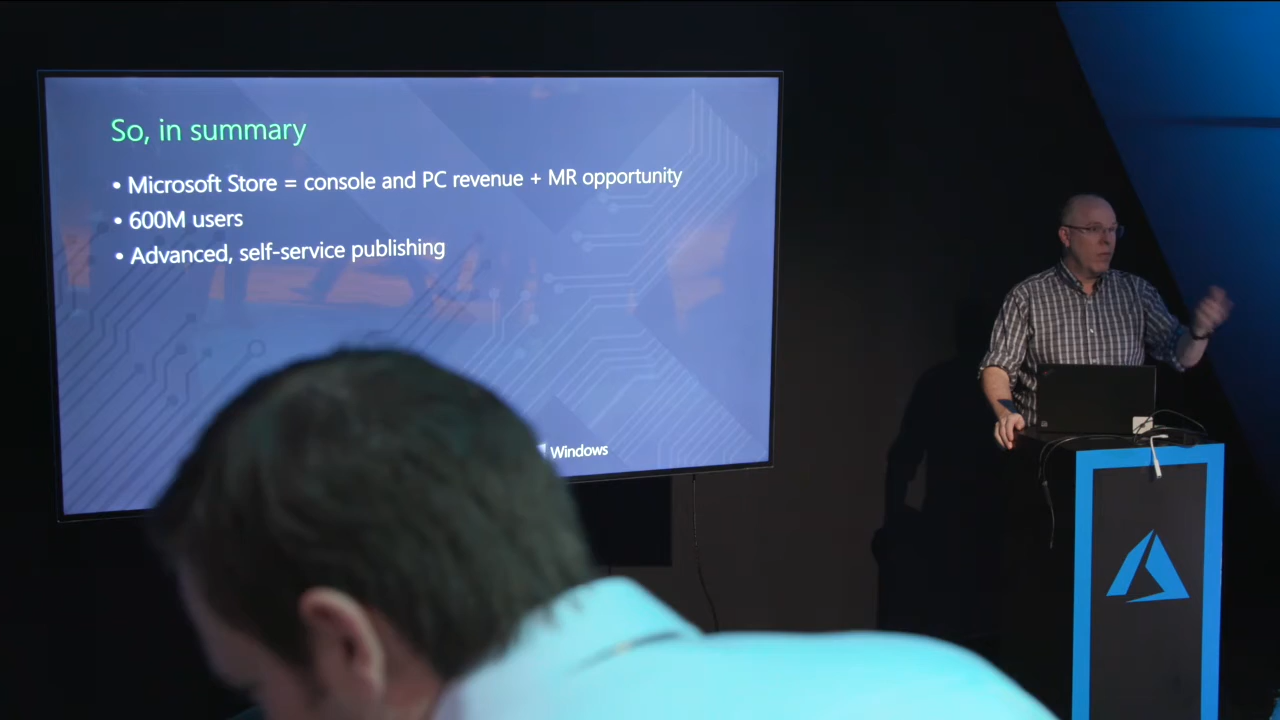 So, in summary
• Microsoft Store = console and PC revenue + MR opportunity
• 600M users
• Advanced, self-service publishing
Windows